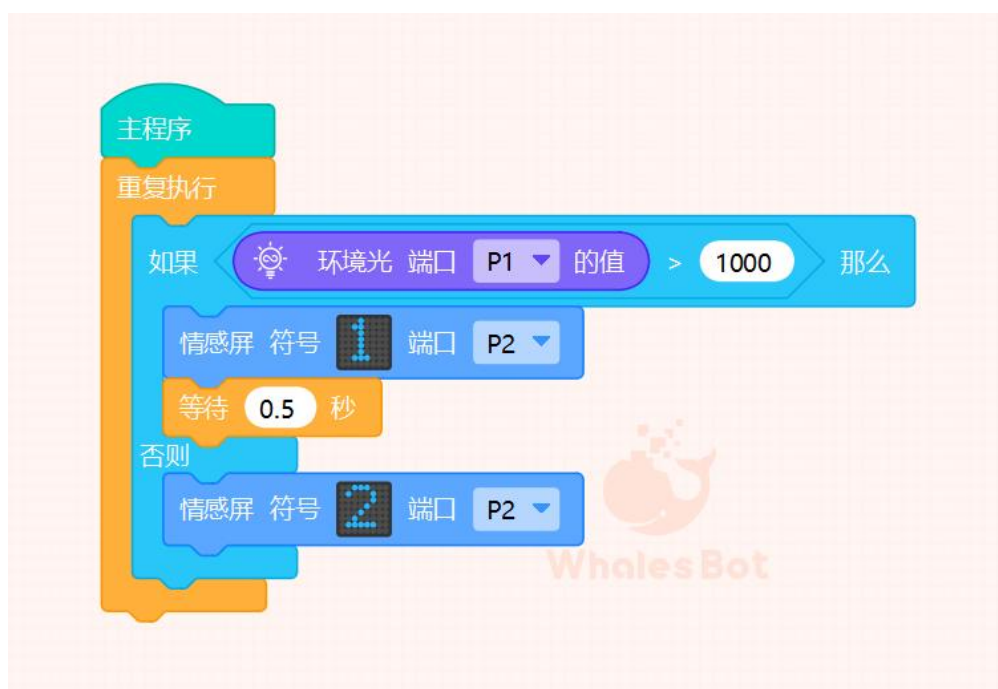 主程序
重复执行
如果 环境光 端口 P1 的值 > 1000 那么
情感屏 符号 1 端口 P2
等待 0.5 秒
否则
情感屏 符号 2 端口 P2
WhalesBot